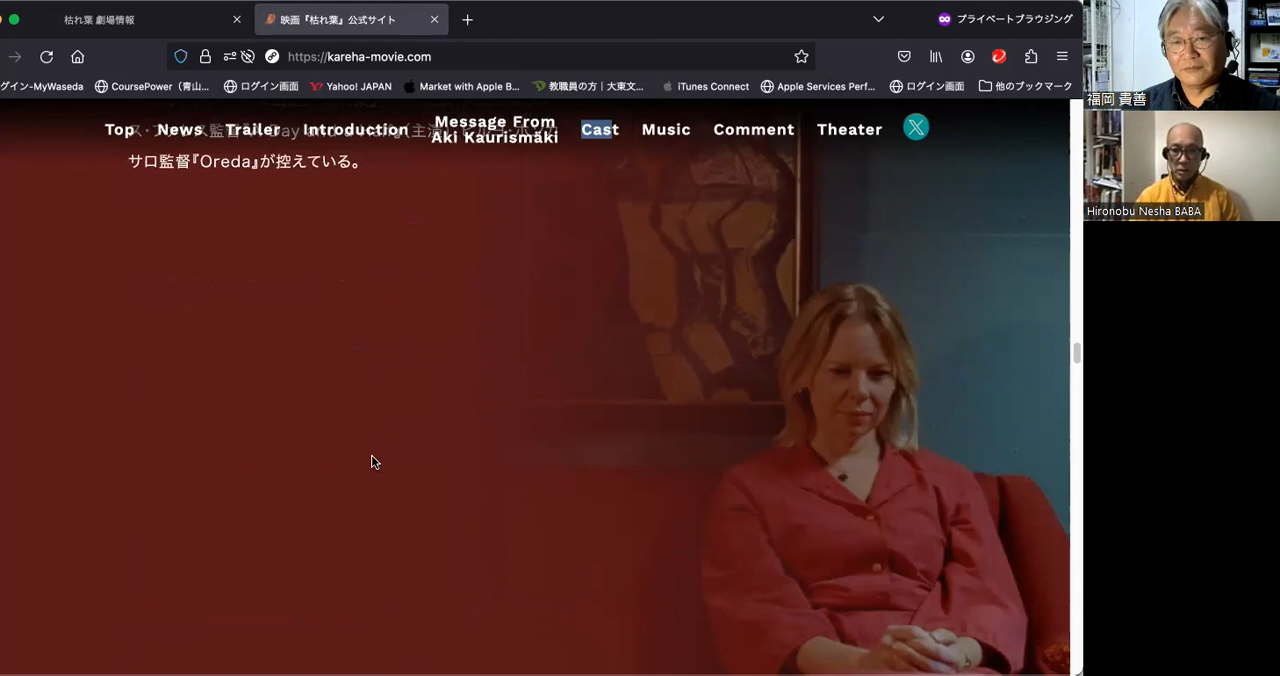 枯れ葉 劇場情報
映画『枯れ葉』公式サイト
プライベートブラウジング
https://kareha-movie.com
グイン-MyWaseda
CoursePower（青山...
ログイン画面
Yahoo! JAPAN
Market with Apple B...
教職員の方｜大東文...
iTunes Connect
Apple Services Perf...
ログイン画面
他のブックマーク
Top
News
Trailer
Introduction
Message From
Aki Kaurismäki
Cast
Music
Comment
Theater
サロ監督『Oreda』が控えている。
福岡 貴善
Hironobu Nesha BABA